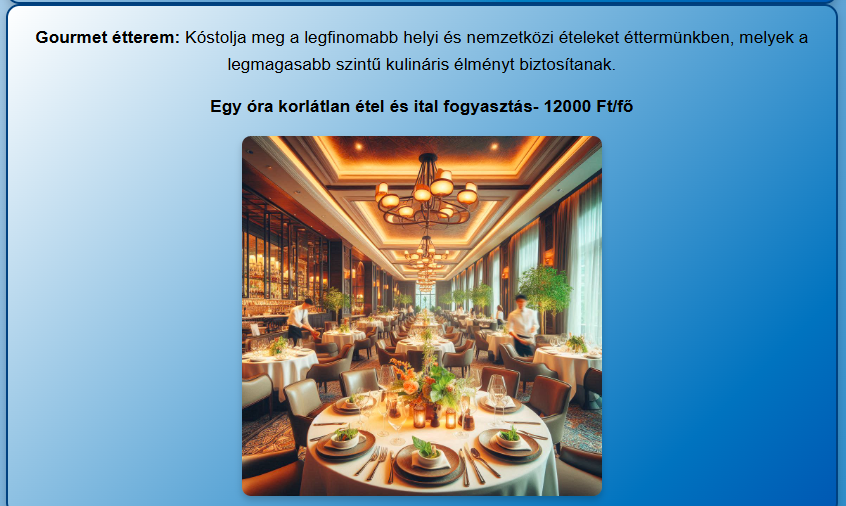 Gourmet étterem: Kóstolja meg a legfinomabb helyi és nemzetközi ételeket éttermünkben, melyek a
legmagasabb szintű kulináris élményt biztosítanak.
Egy óra korlátlan étel és ital fogyasztás- 12000 Ft/fő